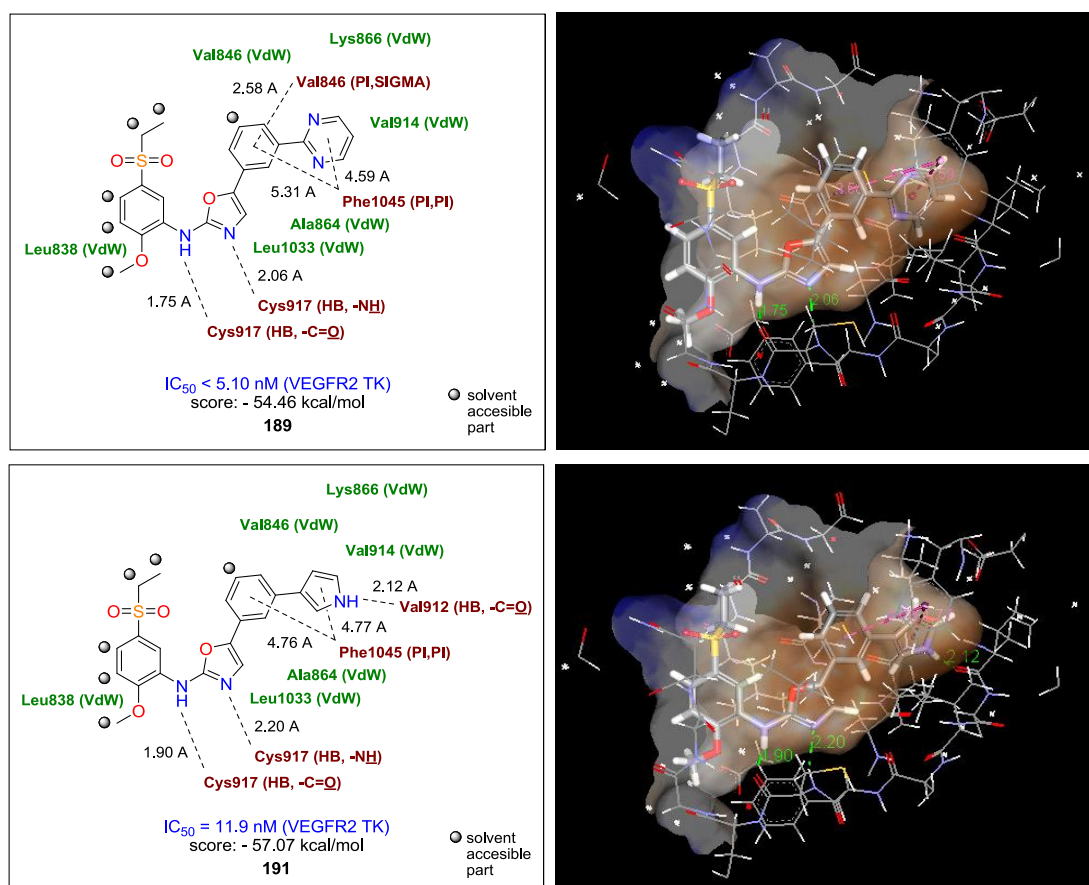 Lys866 (VdW)
Val846 (VdW)
2.58 A
Val846 (PI,SIGMA)
N
Val914 (VdW)
O
S
O
N
4.59 A
5.31 A
Phe1045 (PI,PI)
O
Ala864 (VdW)
Leu838 (VdW)
N
N
Leu1033 (VdW)
H
O
2.06 A
1.75 A
Cys917 (HB, -NH)
Cys917 (HB, -C=O)
IC50 < 5.10 nM (VEGFR2 TK)
score: - 54.46 kcal/mol
189
solvent
accesible
part
1.75
2.06
Lys866 (VdW)
Val846 (VdW)
Val914 (VdW)
2.12 A
NH
Val912 (HB, -C=O)
O
S
O
4.77 A
4.76 A
Phe1045 (PI,PI)
O
Ala864 (VdW)
Leu838 (VdW)
N
N
Leu1033 (VdW)
H
O
2.20 A
1.90 A
Cys917 (HB, -NH)
Cys917 (HB, -C=O)
IC50 = 11.9 nM (VEGFR2 TK)
score: - 57.07 kcal/mol
191
solvent
accesible
part
2.12
1.90
2.20